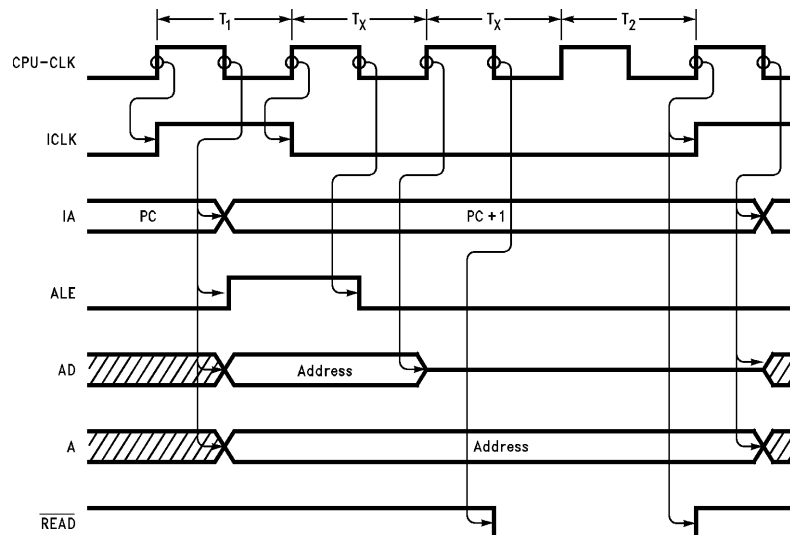 T1 TX TX T2
CPU-CLK
ICLK
IA PC PC + 1
ALE
AD Address
A Address
READ